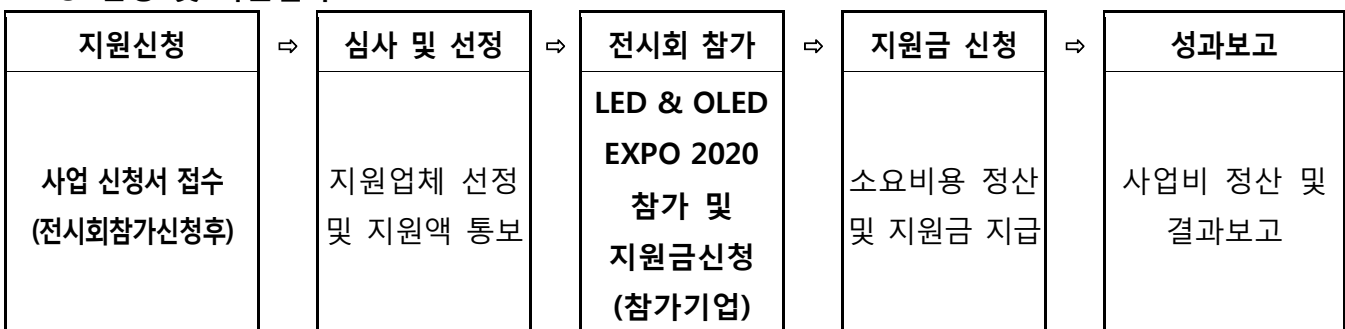 지원신청 ⇨ 심사 및 선정 ⇨ 전시회 참가 ⇨ 지원금 신청 ⇨ 성과보고
사업 신청서 접수
(전시회참가신청후)
지원업체 선정
및 지원액 통보
LED & OLED
EXPO 2020
참가 및
지원금신청
(참가기업)
소요비용 정산
및 지원금 지급
사업비 정산 및
결과보고